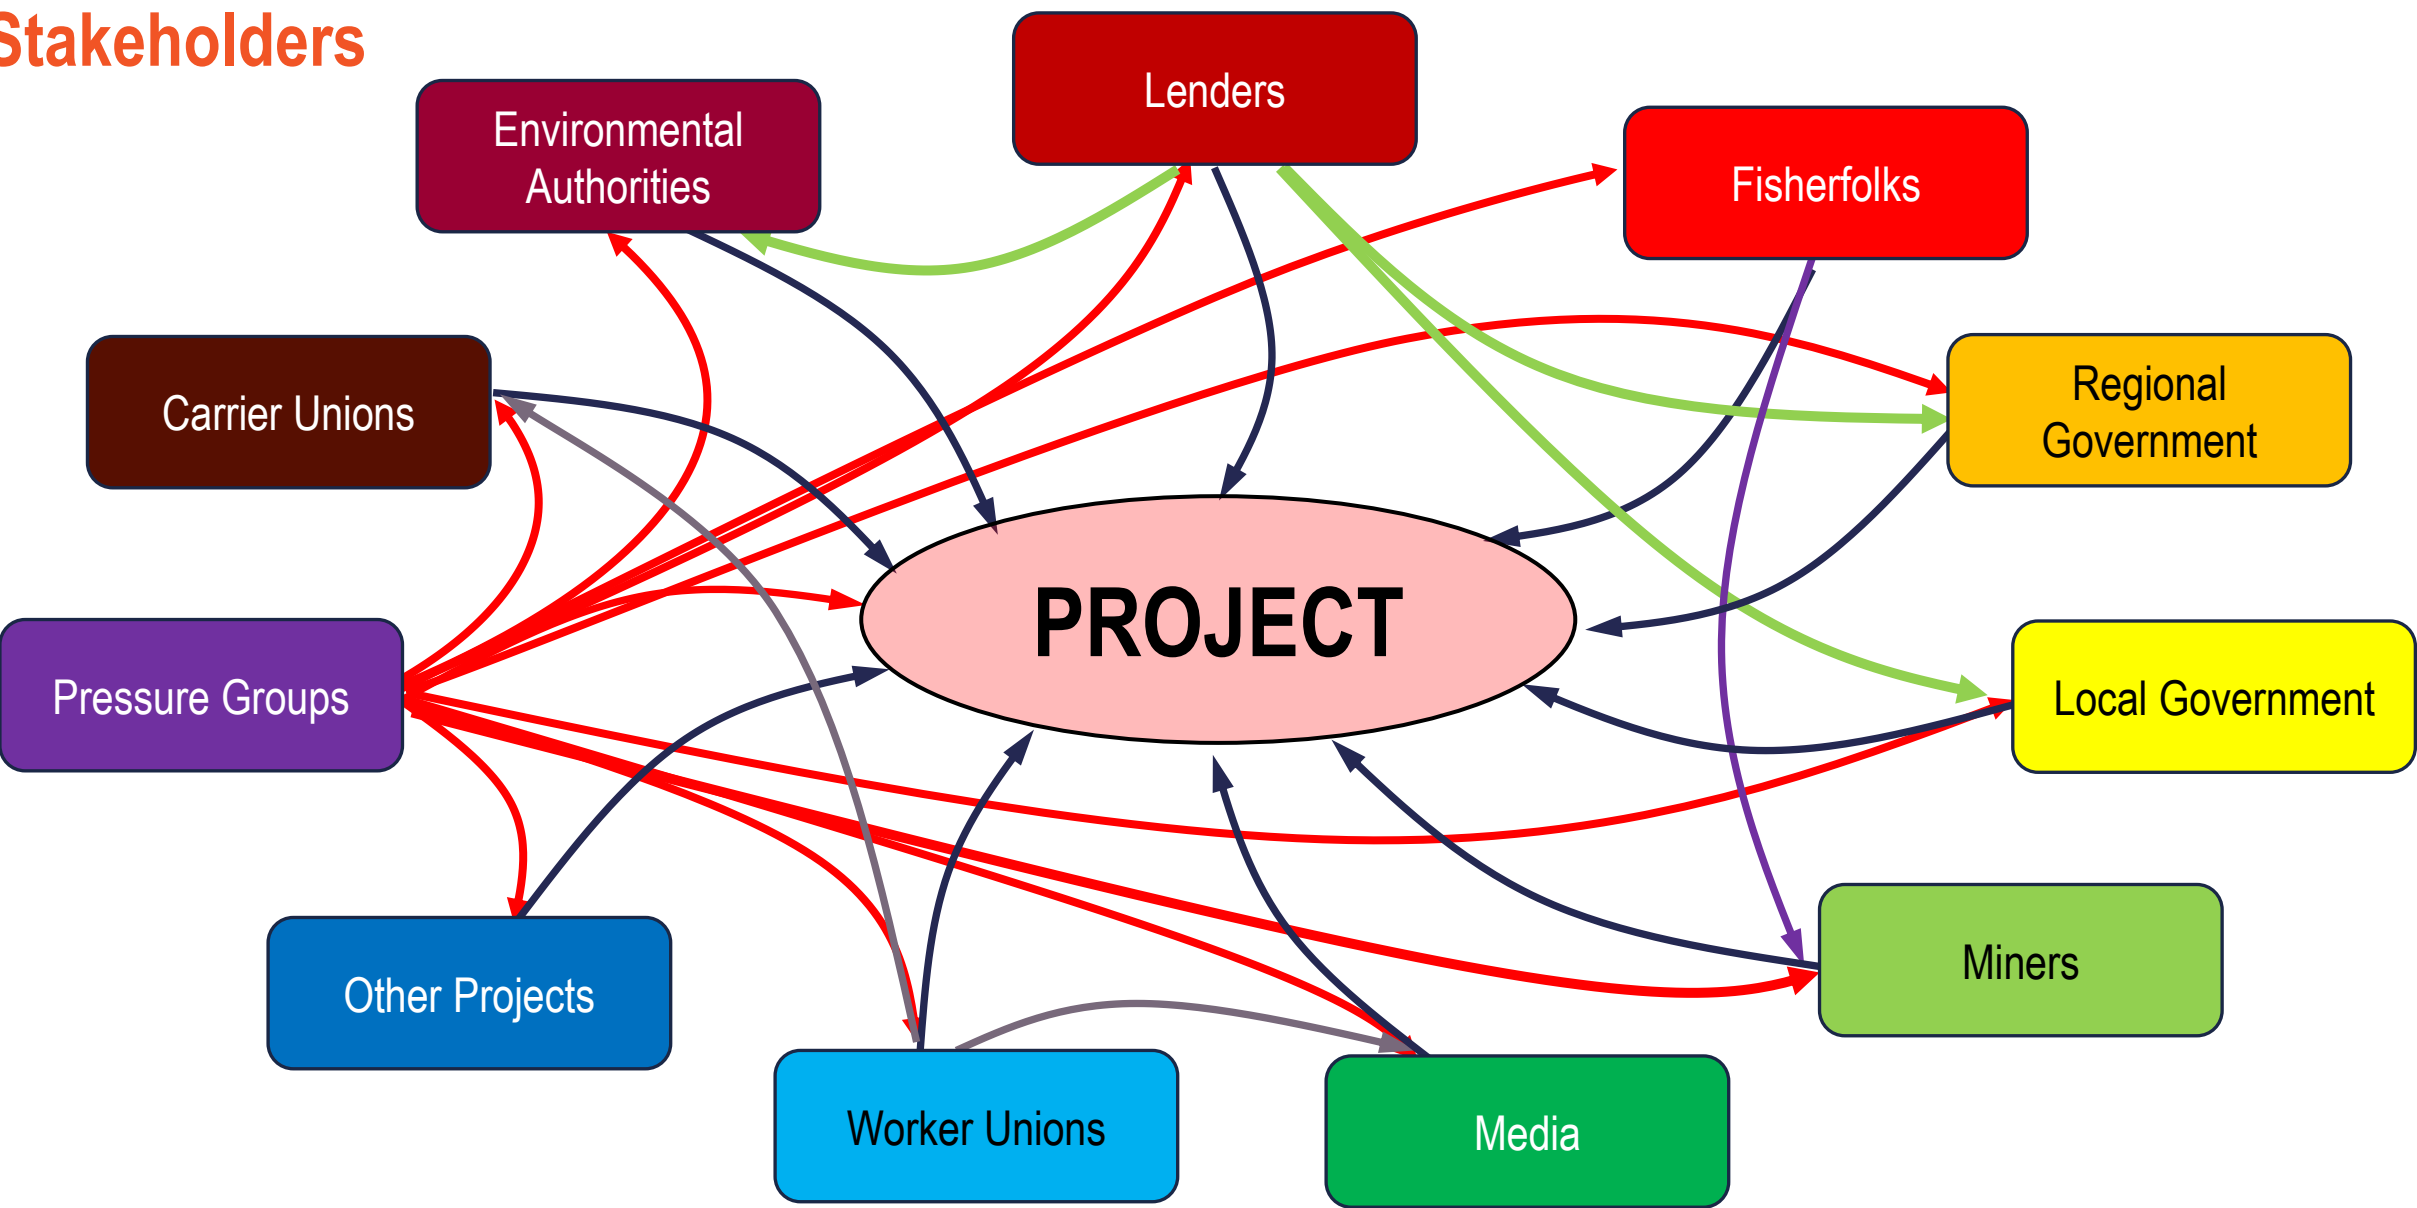 Stakeholders
Lenders
Environmental
Authorities
Fisherfolks
Carrier Unions
Regional
Government
PROJECT
Pressure Groups
Local Government
Other Projects
Miners
Worker Unions
Media